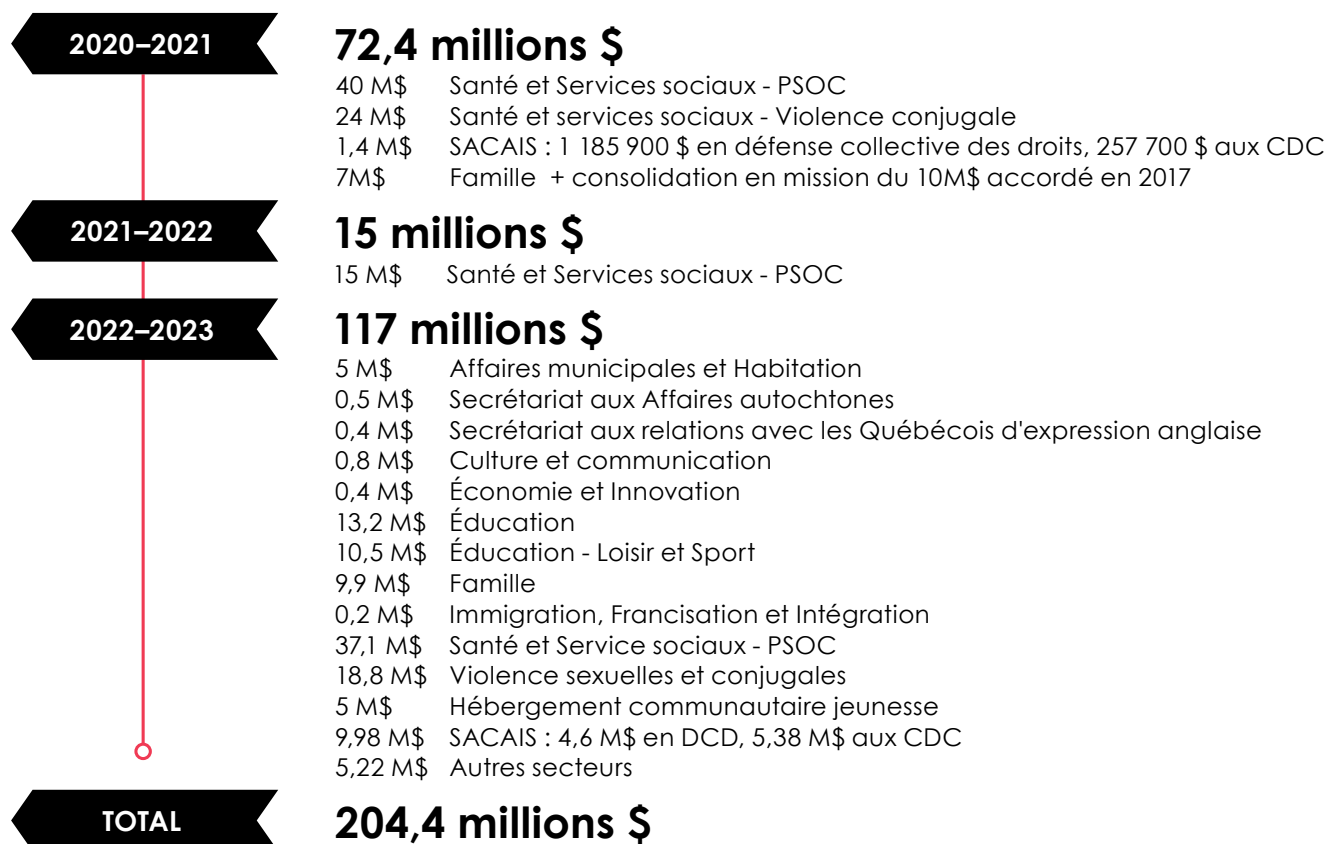 2020–2021
72,4 millions $
40 M$ Santé et Services sociaux - PSOC
24 M$ Santé et services sociaux - Violence conjugale
1,4 M$ SACAIS : 1 185 900 $ en défense collective des droits, 257 700 $ aux CDC
7M$ Famille + consolidation en mission du 10M$ accordé en 2017
2021–2022
15 millions $
15 M$ Santé et Services sociaux - PSOC
2022–2023
117 millions $
5 M$ Affaires municipales et Habitation
0,5 M$ Secrétariat aux Affaires autochtones
0,4 M$ Secrétariat aux relations avec les Québécois d'expression anglaise
0,8 M$ Culture et communication
0,4 M$ Économie et Innovation
13,2 M$ Éducation
10,5 M$ Éducation - Loisir et Sport
9,9 M$ Famille
0,2 M$ Immigration, Francisation et Intégration
37,1 M$ Santé et Service sociaux - PSOC
18,8 M$ Violence sexuelles et conjugales
5 M$ Hébergement communautaire jeunesse
9,98 M$ SACAIS : 4,6 M$ en DCD, 5,38 M$ aux CDC
5,22 M$ Autres secteurs
TOTAL
204,4 millions $